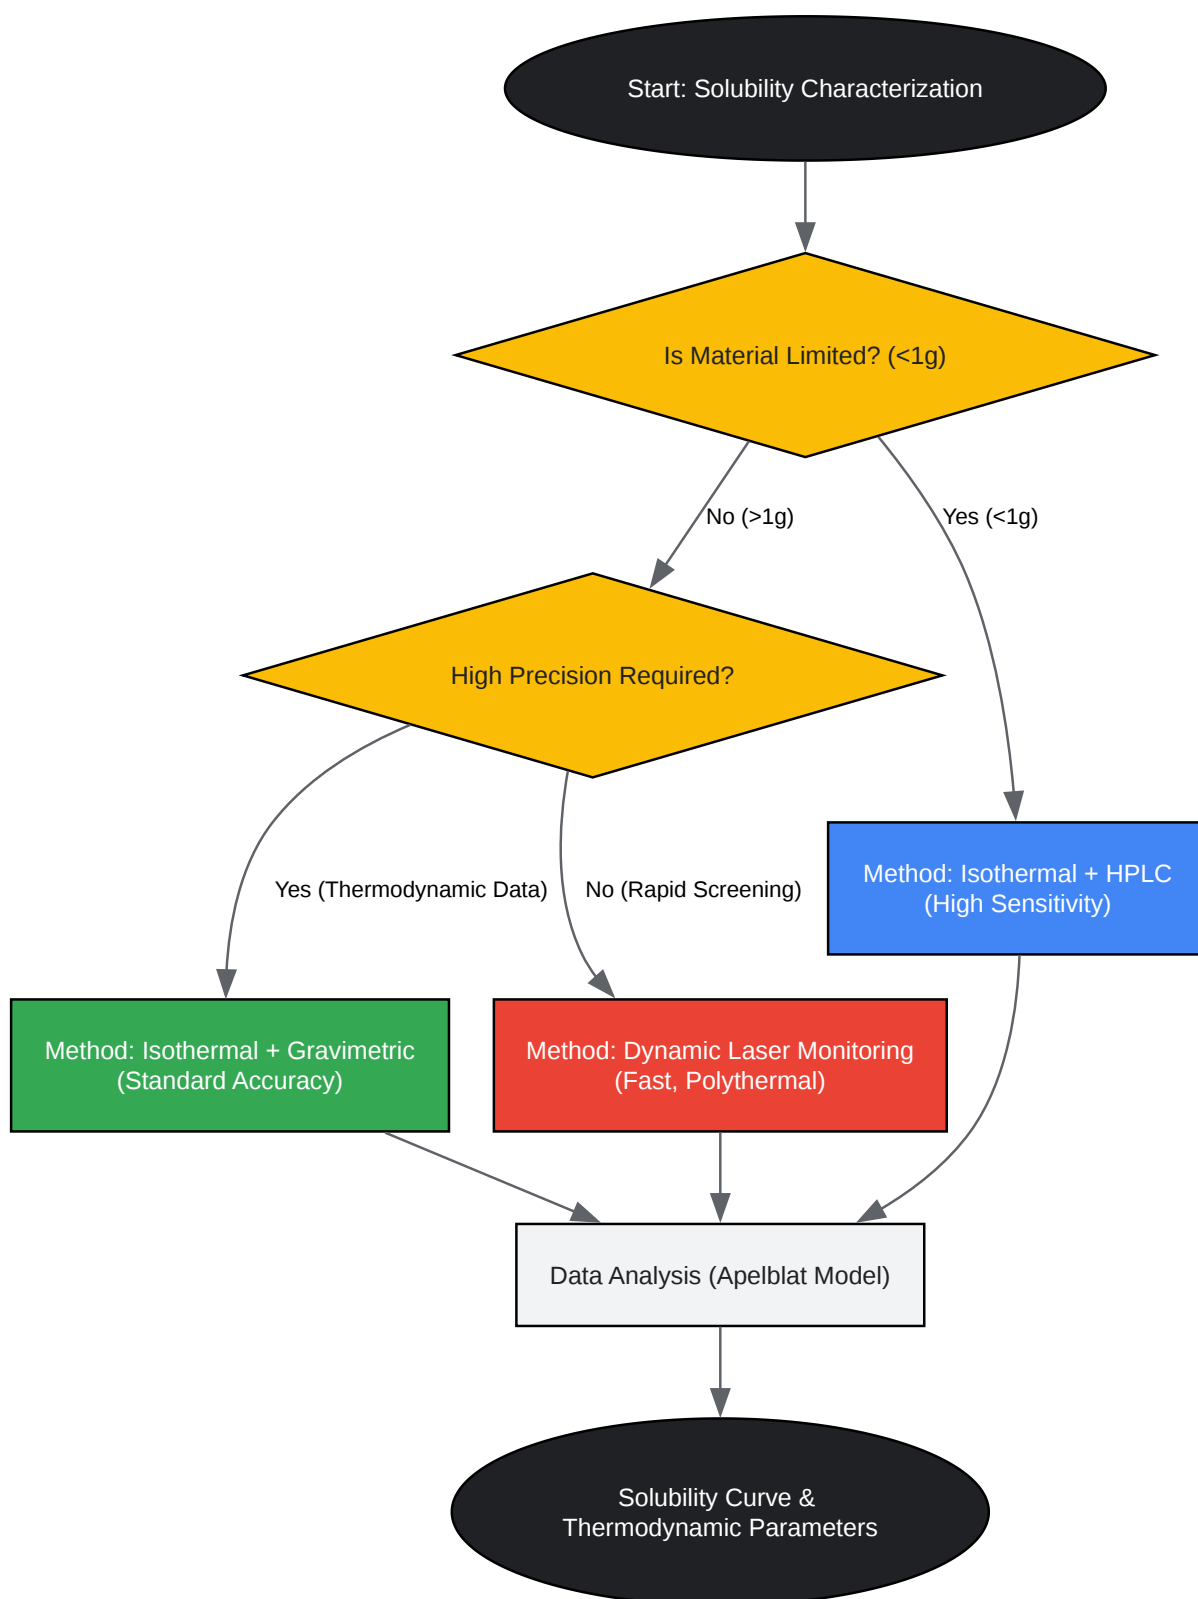 Start: Solubility Characterization
Is Material Limited? (<1g)
No (>1g)
Yes (<1g)
High Precision Required?
Yes (Thermodynamic Data)
No (Rapid Screening)
Method: Isothermal + HPLC
(High Sensitivity)
Method: Isothermal + Gravimetric
(Standard Accuracy)
Method: Dynamic Laser Monitoring
(Fast, Polythermal)
Data Analysis (Apelblat Model)
Solubility Curve &
Thermodynamic Parameters